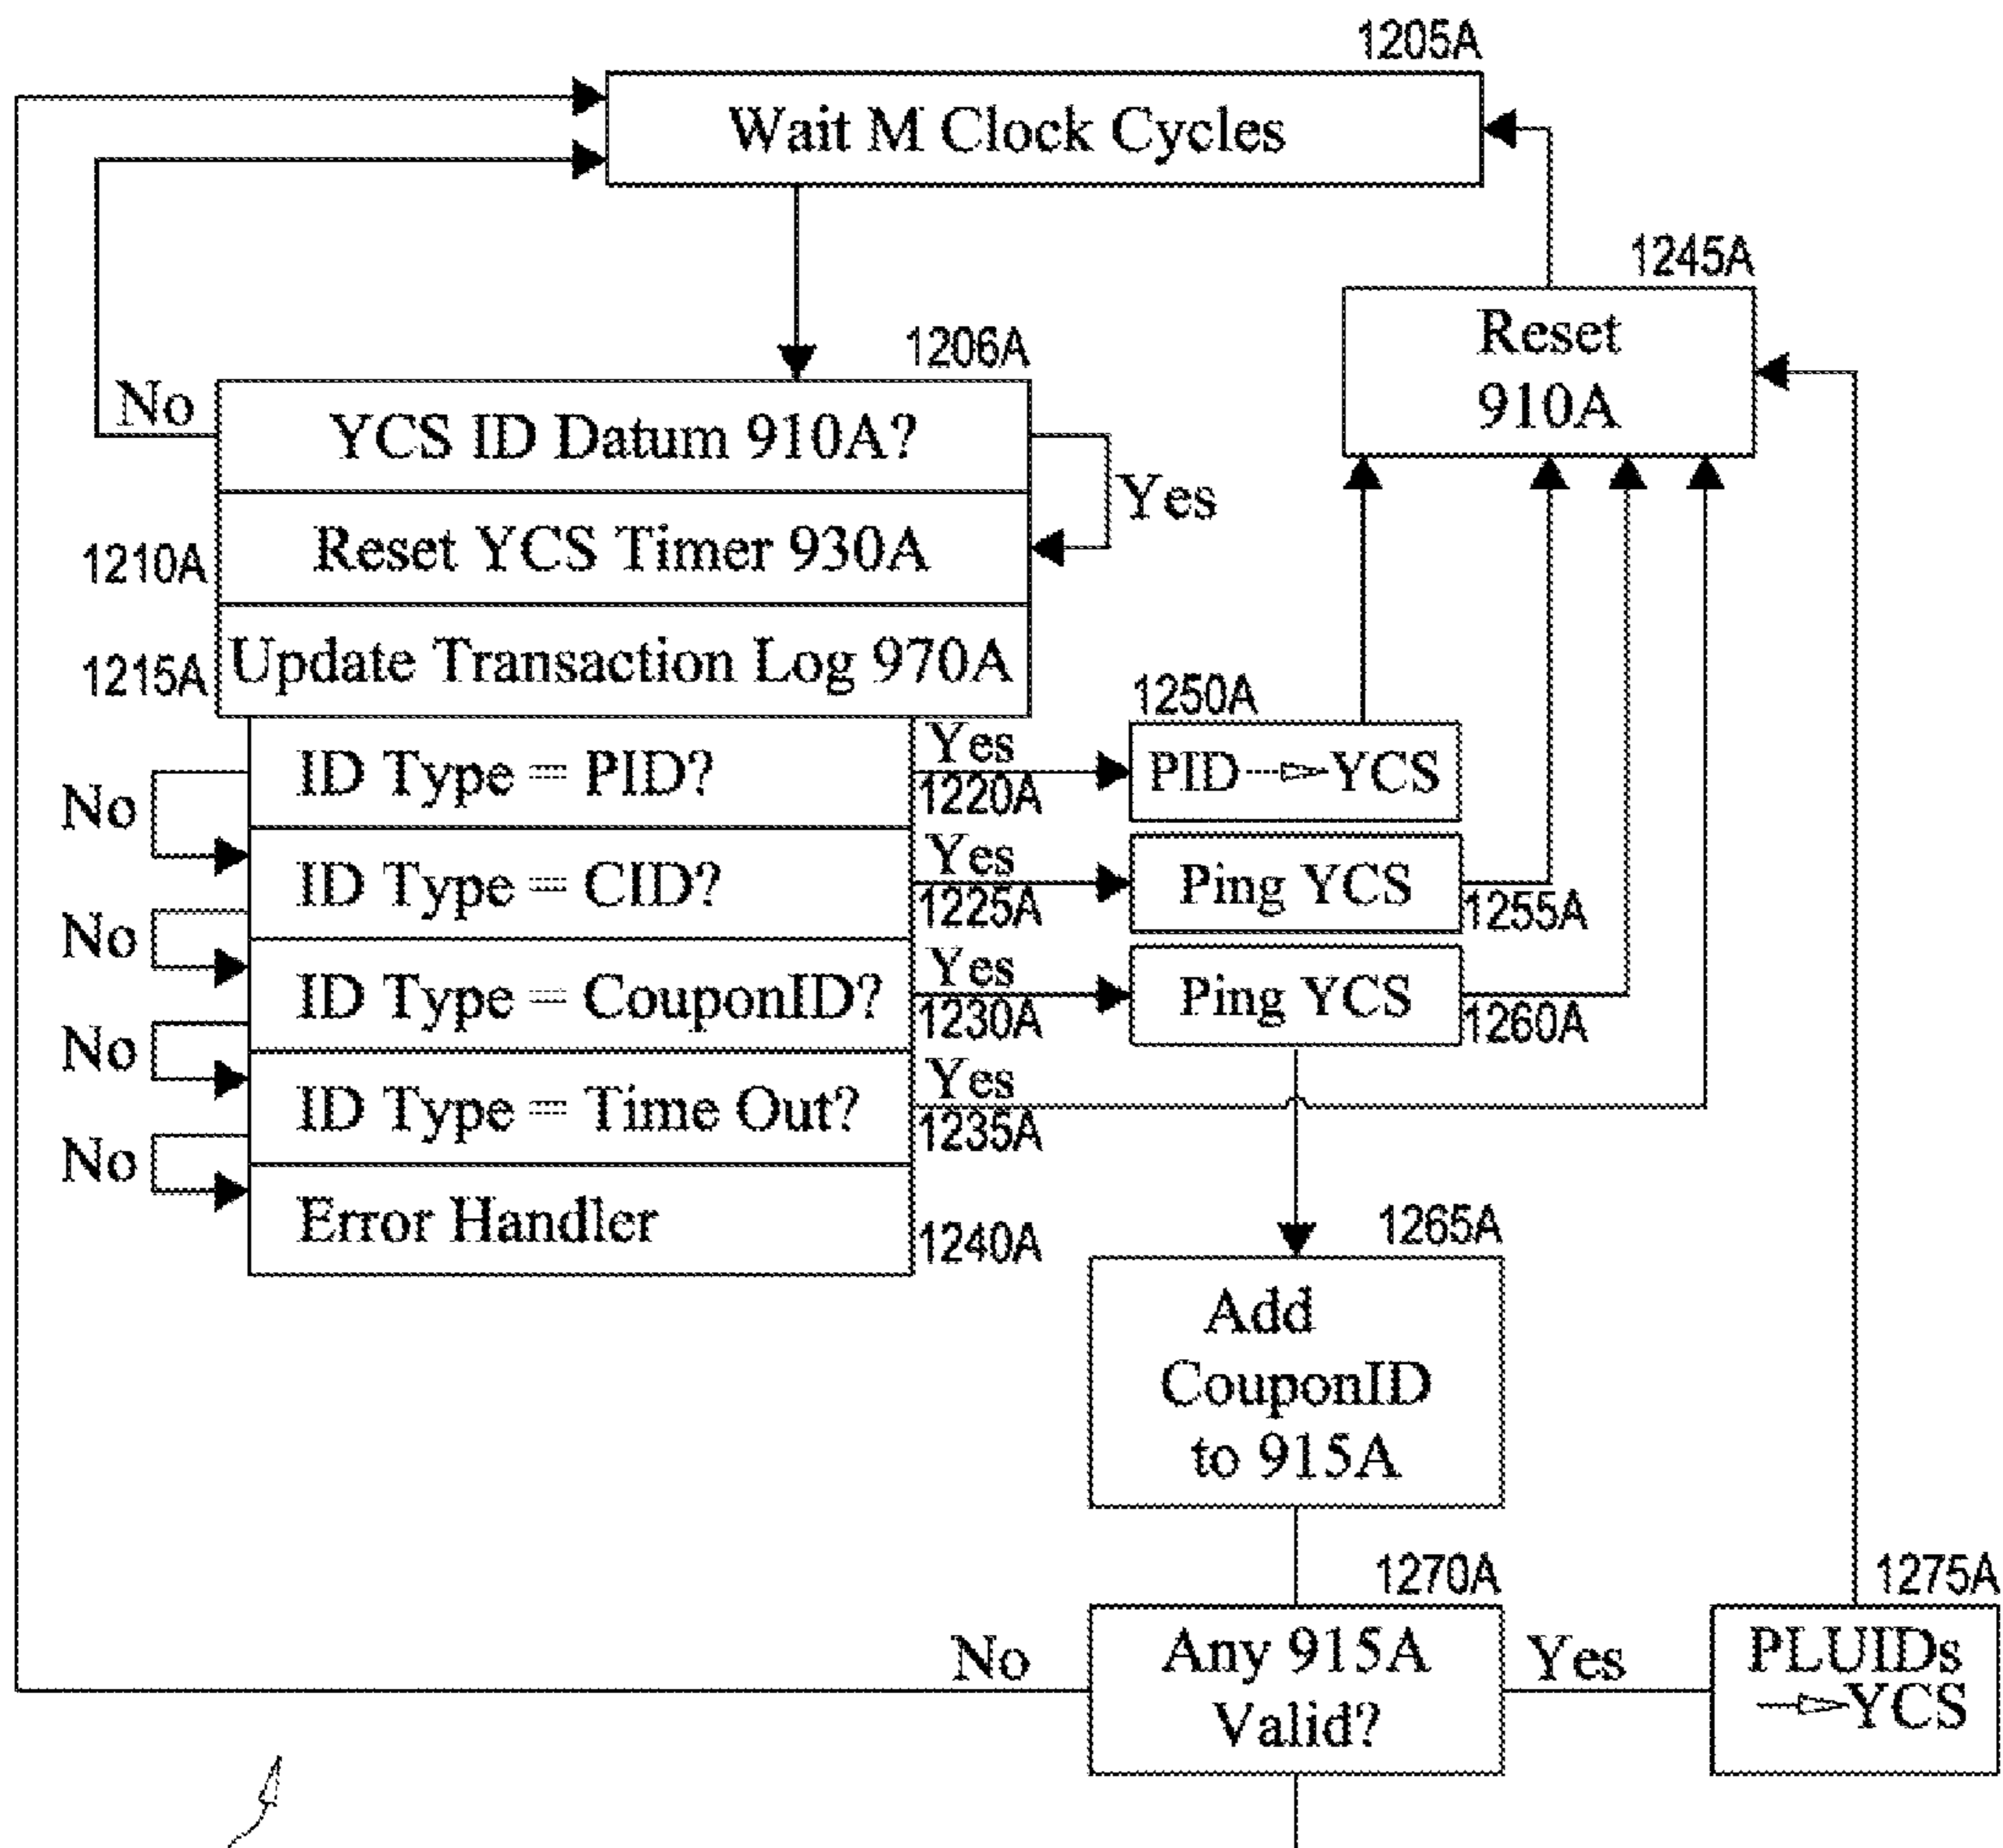 1205A
Wait M Clock Cycles
1245A
Reset
910A
1206A
No
YCS ID Datum 910A?
Yes
1210A
Reset YCS Timer 930A
1215A
Update Transaction Log 970A
1250A
ID Type = PID?
Yes
1220A
PID YCS
No
ID Type = CID?
Yes
1225A
Ping YCS
1255A
No
ID Type = CouponID?
Yes
1230A
Ping YCS
1260A
No
ID Type = Time Out?
Yes
1235A
No
Error Handler
1240A
1265A
Add
CouponID
to 915A
1270A
1275A
No
Any 915A
Valid?
Yes
PLUIDs
YCS